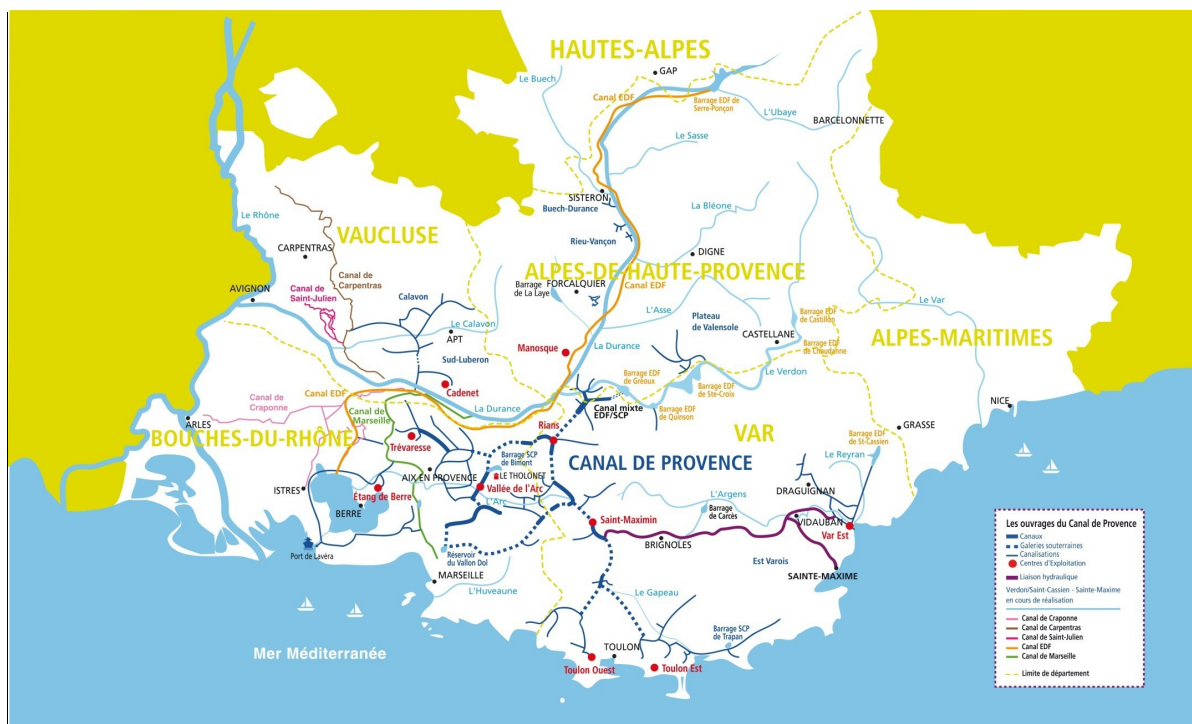 HAUTES-ALPES
GAP
Le Buech
Canal EDF
Barrage EDF de
Serre-Ponçon
L'Ubaye
BARCELONNETTE
Le Sasse
SISTERON
Buech-Durance
La Bléone
Le Rhône
Rieu-Vançon
VAUCLUSE
CARPENTRAS
DIGNE
ALPES-DE-HAUTE-PROVENCE
Canal de
Carpentras
Canal de
Saint-Julien
AVIGNON
Barrage
de La Laye
FORCALQUIER
Canal EDF
Calavon
Le Calavon
APT
L'Asse
Plateau
de Valensole
Barrage EDF
de Castillon
Le Var
CASTELLANE
ALPES-MARITIMES
Barrage EDF
de Chaudanne
Manosque
La Durance
Sud-Luberon
Le Verdon
Barrage EDF
de Gréoux
Barrage EDF
de Ste-Croix
Cadenet
Canal EDF
Canal de
Craponne
Canal de
Marseille
La Durance
Canal mixte
EDF/SCP
Barrage EDF
de Quinson
NICE
ARLES
BOUCHES-DU-RHÔNE
Trévaresse
Rians
VAR
GRASSE
Barrage EDF
de St-Cassien
Le Reyran
Barrage SCP
de Bimont
CANAL DE PROVENCE
AIX EN PROVENCE
LE THOLONET
Vallée de l'Arc
L'Arc
ISTRES
Étang de Berre
BERRE
DRAGUIGNAN
L'Argens
Barrage
de Carcès
Saint-Maximin
VIDAUBAN
Var Est
BRIGNOLES
Port de Lavéra
Réservoir
du Vallon Dol
MARSEILLE
L'Huveaune
Est Varois
SAINTE-MAXIME
Le Gapeau
Barrage SCP
de Trapan
TOULON
Toulon Ouest
Toulon Est
Mer Méditerranée
Les ouvrages du Canal de Provence
Canaux
Galeries souterraines
Canalisations
Centres d'Exploitation
Liaison hydraulique
Verdon/Saint-Cassien - Sainte-Maxime
en cours de réalisation
Canal de Craponne
Canal de Carpentras
Canal de Saint-Julien
Canal EDF
Canal de Marseille
Limite de département